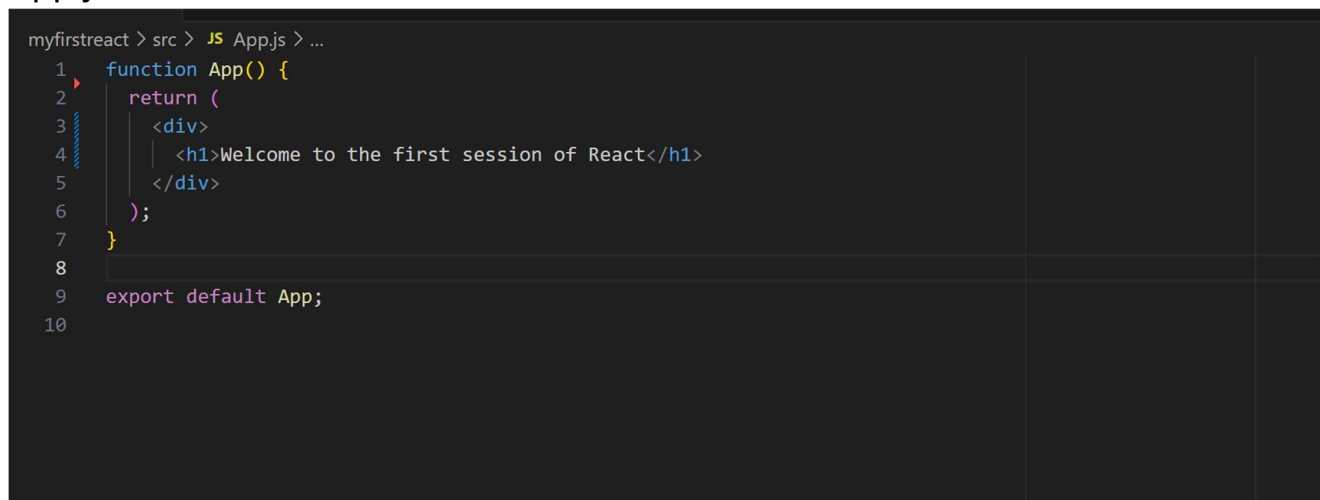 myfirstreact > src > JS App.js > ...
1 function App() {
2 return (
3 <div>
4 <h1>Welcome to the first session of React</h1>
5 </div>
6 );
7 }
8
9 export default App;
10